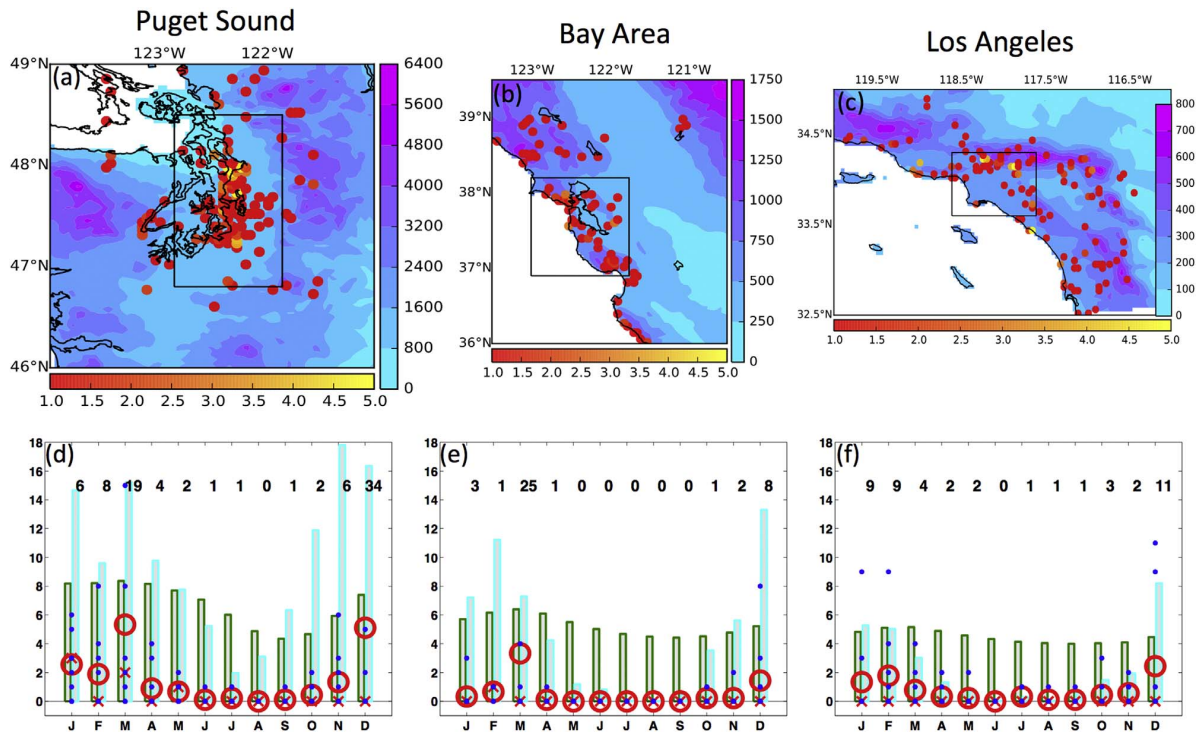 Puget Sound
Bay Area
Los Angeles
123°W 122°W
123°W 122°W 121°W
119.5°W 118.5°W 117.5°W 116.5°W
(a)
(b)
(c)
49°N
48°N
47°N
46°N
6400
5600
4800
4000
3200
2400
1600
800
0
39°N
38°N
37°N
36°N
1750
1500
1250
1000
750
500
250
0
34.5°N
33.5°N
32.5°N
800
700
600
500
400
300
200
100
0
1.0 1.5 2.0 2.5 3.0 3.5 4.0 4.5 5.0
1.0 1.5 2.0 2.5 3.0 3.5 4.0 4.5 5.0
1.0 1.5 2.0 2.5 3.0 3.5 4.0 4.5 5.0
(d)
18
16
14
12
10
8
6
4
2
0
6 8 19 4 2 1 1 0 1 2 6 34
J F M A M J J A S O N D
(e)
18
16
14
12
10
8
6
4
2
0
3 1 25 1 0 0 0 0 0 1 2 8
J F M A M J J A S O N D
(f)
18
16
14
12
10
8
6
4
2
0
9 9 4 2 2 0 1 1 1 3 2 11
J F M A M J J A S O N D